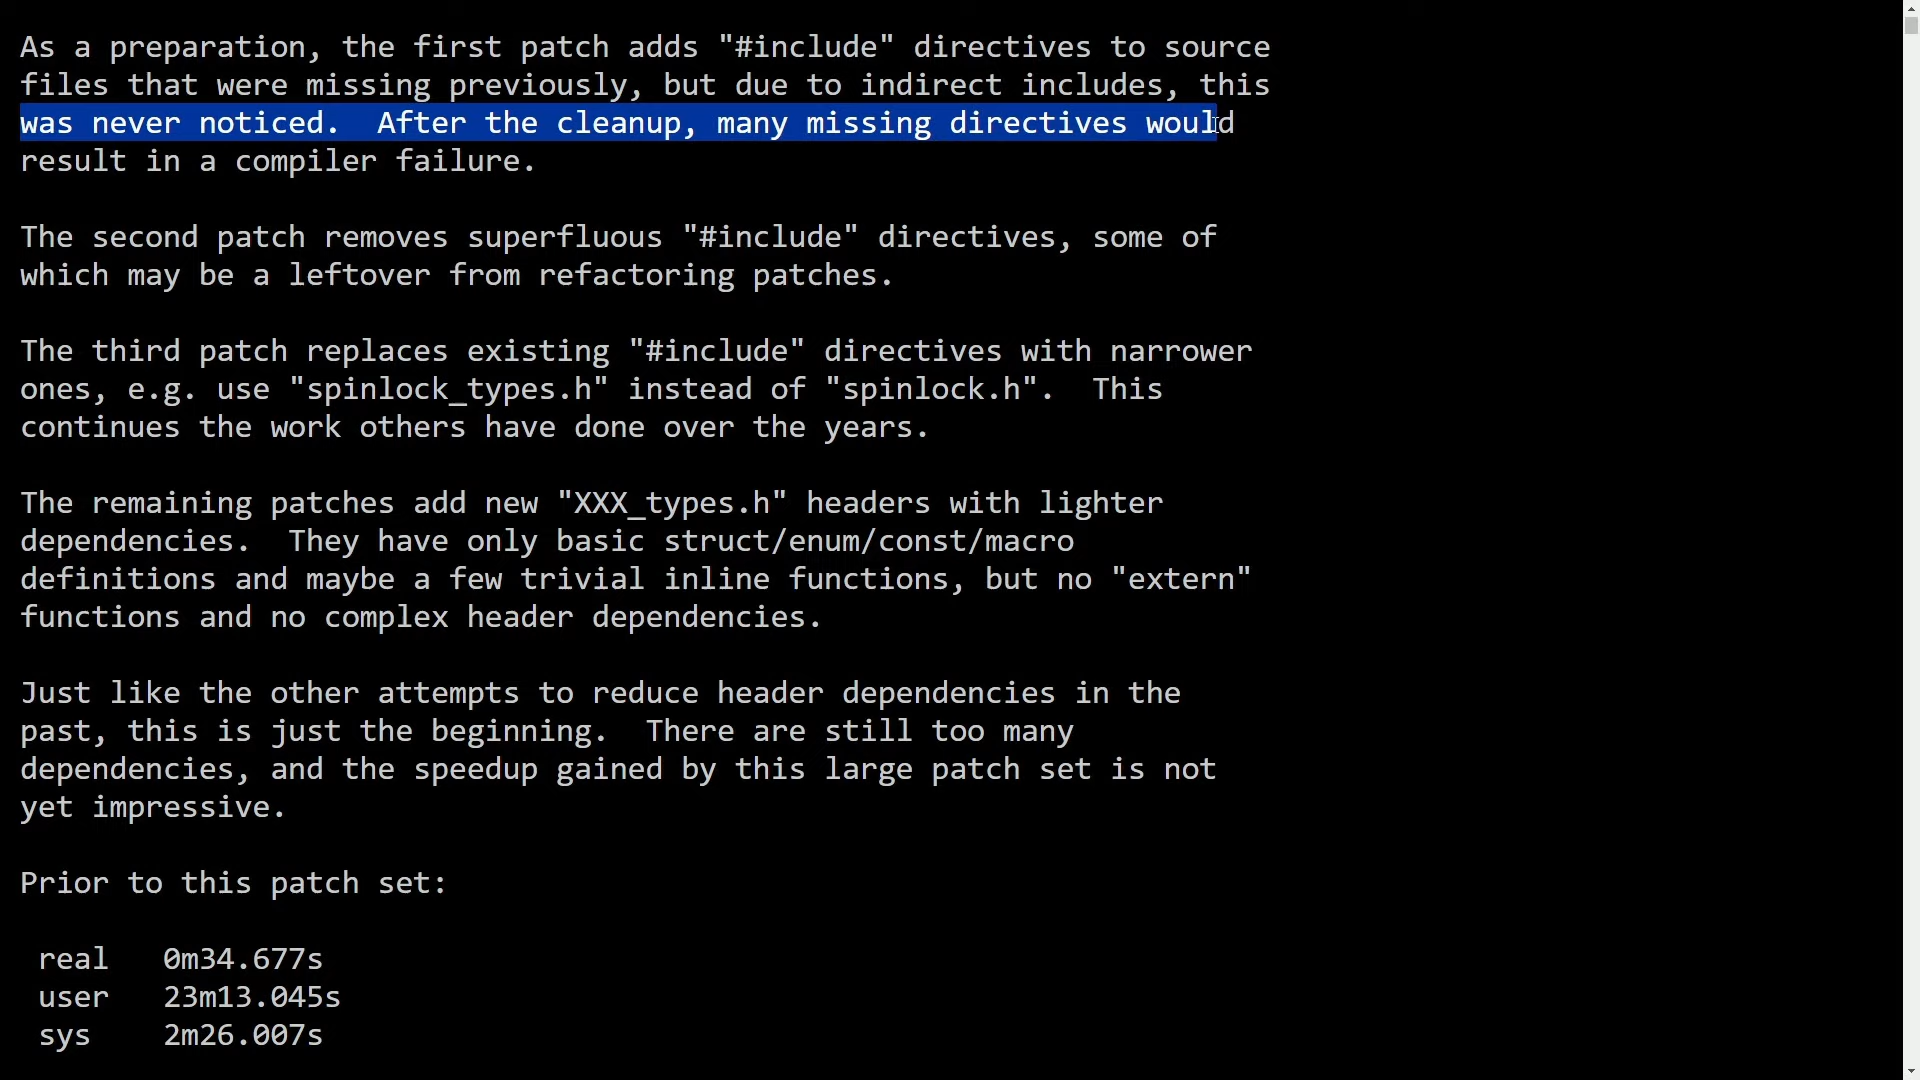 As a preparation, the first patch adds "#include" directives to source
files that were missing previously, but due to indirect includes, this
was never noticed.  After the cleanup, many missing directives would
result in a compiler failure.
The second patch removes superfluous "#include" directives, some of
which may be a leftover from refactoring patches.
The third patch replaces existing "#include" directives with narrower
ones, e.g. use "spinlock_types.h" instead of "spinlock.h".  This
continues the work others have done over the years.
The remaining patches add new "XXX_types.h" headers with lighter
dependencies.  They have only basic struct/enum/const/macro
definitions and maybe a few trivial inline functions, but no "extern"
functions and no complex header dependencies.
Just like the other attempts to reduce header dependencies in the
past, this is just the beginning.  There are still too many
dependencies, and the speedup gained by this large patch set is not
yet impressive.
Prior to this patch set:
real   0m34.677s
user   23m13.045s
sys    2m26.007s